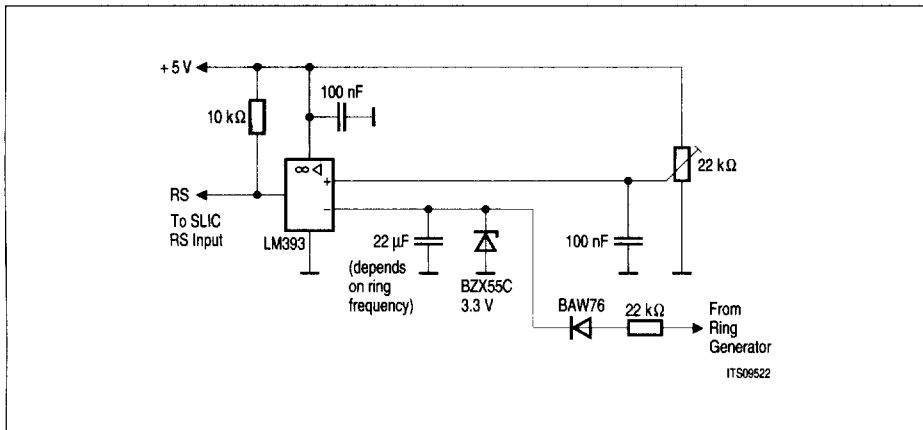 + 5 V
100 nF
10 kΩ
∞
+
22 kΩ
RS
−
To SLIC
RS Input
LM393
22 μF
100 nF
(depends
on ring
frequency)
BZX55C
3.3 V
BAW76
22 kΩ
From
Ring
Generator
ITS09522